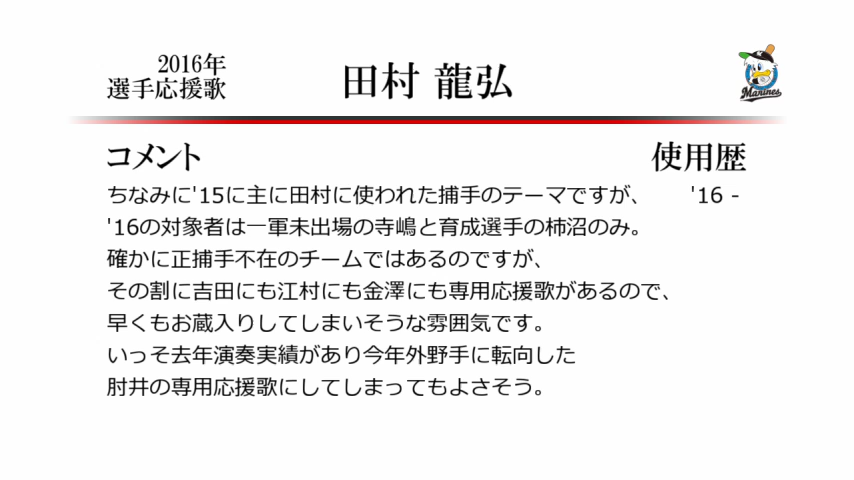 2016年
選手応援歌
田村 龍弘
Marines
コメント
使用歴
ちなみに'15に主に田村に使われた捕手のテーマですが、
'16 -
'16の対象者は一軍未出場の寺嶋と育成選手の柿沼のみ。
確かに正捕手不在のチームではあるのですが、
その割に吉田にも江村にも金澤にも専用応援歌があるので、
早くもお蔵入りしてしまいそうな雰囲気です。
いっそ去年演奏実績があり今年外野手に転向した
肘井の専用応援歌にしてしまってもよさそう。